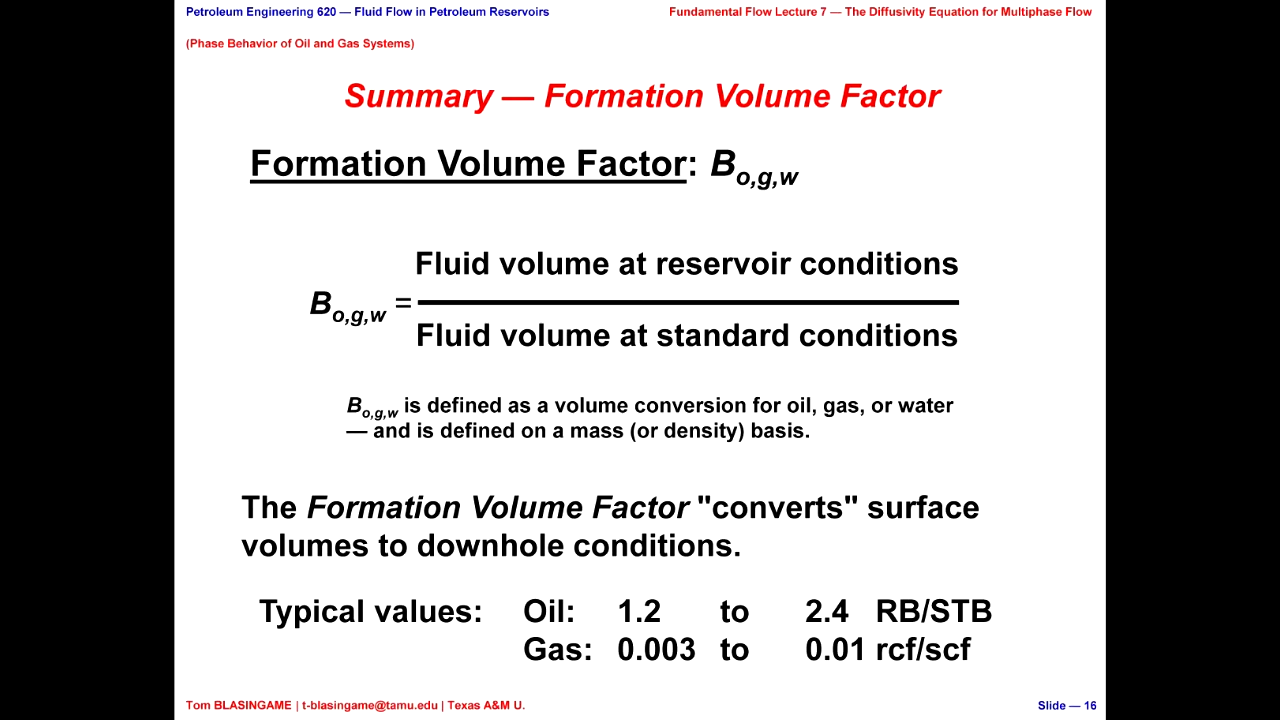 Petroleum Engineering 620 — Fluid Flow in Petroleum Reservoirs
Fundamental Flow Lecture 7 — The Diffusivity Equation for Multiphase Flow
(Phase Behavior of Oil and Gas Systems)
Summary — Formation Volume Factor
Formation Volume Factor: Bo,g,w
Fluid volume at reservoir conditions
Bo,g,w =
Fluid volume at standard conditions
Bo,g,w is defined as a volume conversion for oil, gas, or water
— and is defined on a mass (or density) basis.
The Formation Volume Factor "converts" surface
volumes to downhole conditions.
Typical values: Oil: 1.2 to 2.4 RB/STB
Gas: 0.003 to 0.01 rcf/scf
Tom BLASINGAME | t-blasingame@tamu.edu | Texas A&M U.
Slide — 16